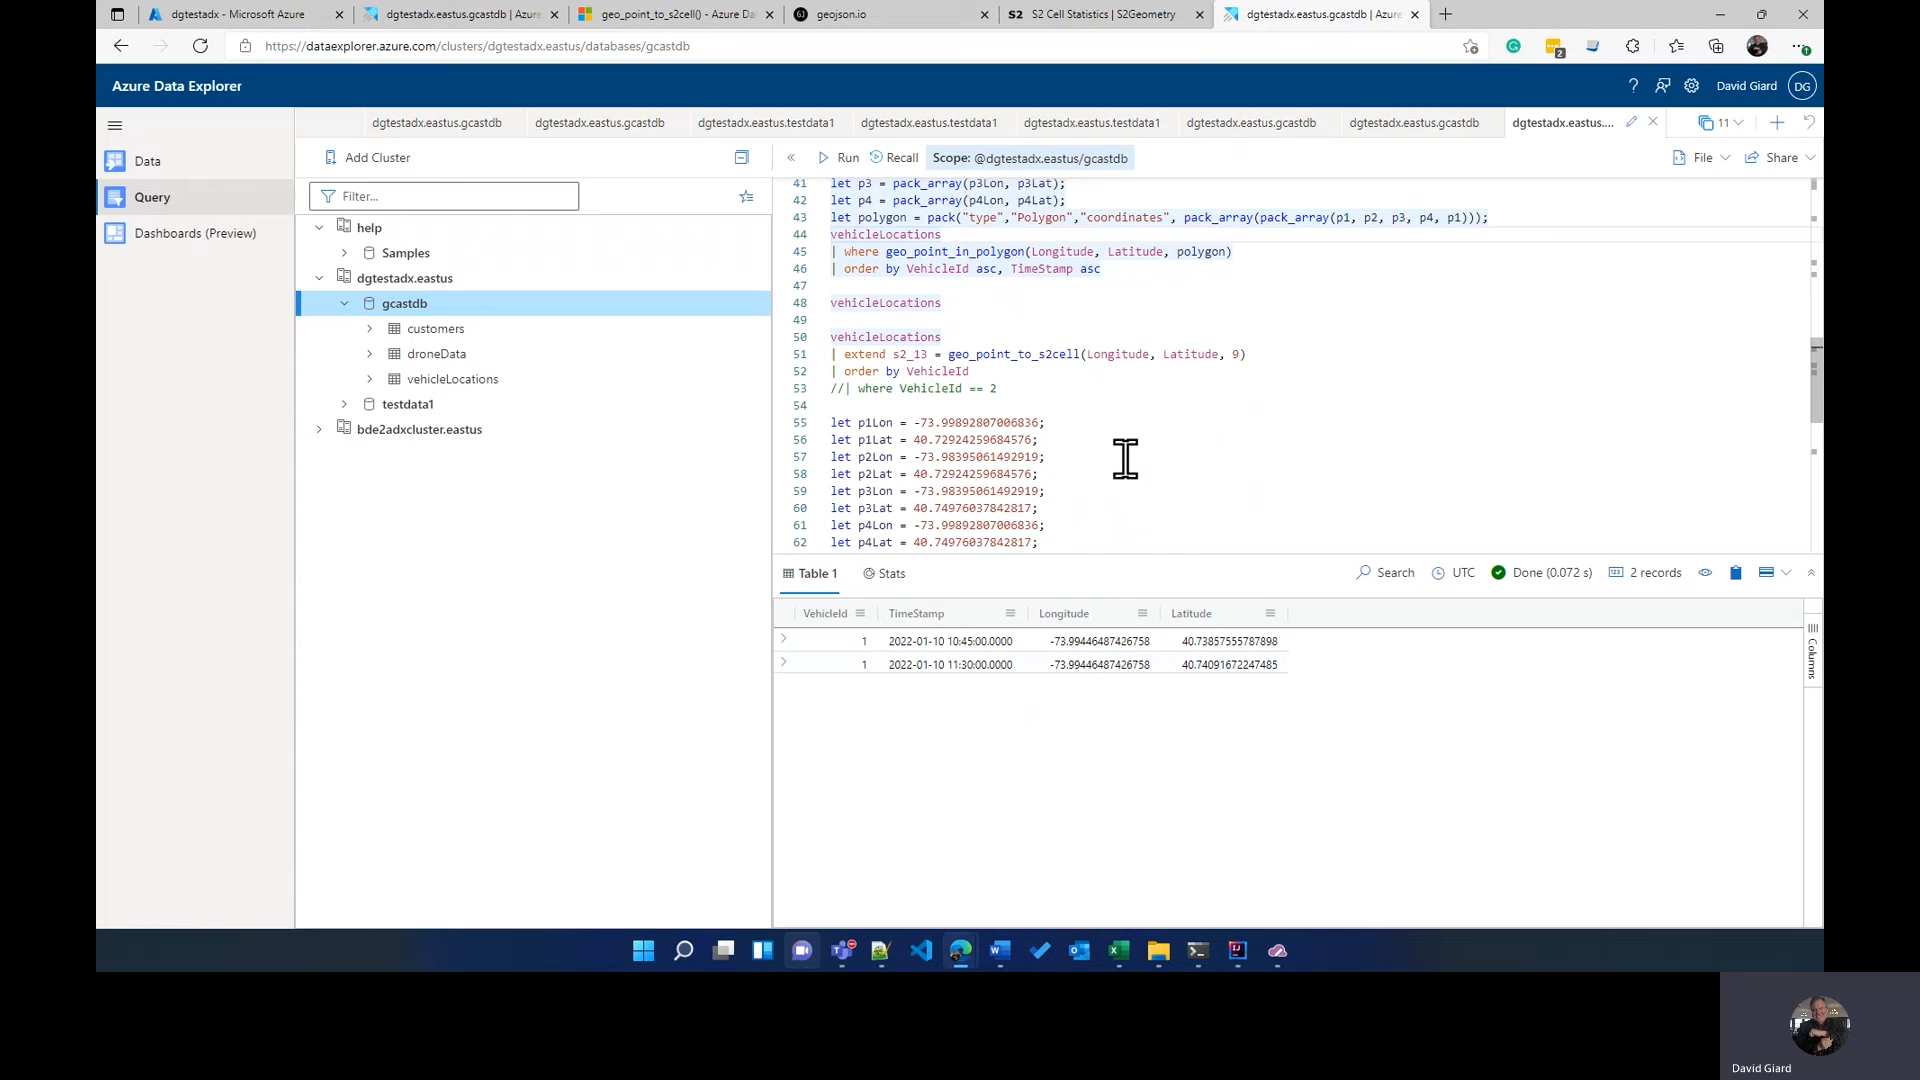 dgtestadx - Microsoft Azure
dgtestadx.eastus.gcastdb | Azure
geo_point_to_s2cell() - Azure Da
geojson.io
S2 S2 Cell Statistics | S2Geometry
dgtestadx.eastus.gcastdb | Azure
https://dataexplorer.azure.com/clusters/dgtestadx.eastus/databases/gcastdb
2
Azure Data Explorer
? David Giard DG
dgtestadx.eastus.gcastdb
dgtestadx.eastus.gcastdb
dgtestadx.eastus.testdata1
dgtestadx.eastus.testdata1
dgtestadx.eastus.testdata1
dgtestadx.eastus.gcastdb
dgtestadx.eastus.gcastdb
dgtestadx.eastus....
11
Data
Query
Dashboards (Preview)
Add Cluster
Filter...
help
Samples
dgtestadx.eastus
gcastdb
customers
droneData
vehicleLocations
testdata1
bde2adxcluster.eastus
Run Recall Scope: @dgtestadx.eastus/gcastdb File Share
41 let p3 = pack_array(p3Lon, p3Lat);
42 let p4 = pack_array(p4Lon, p4Lat);
43 let polygon = pack("type","Polygon","coordinates", pack_array(pack_array(p1, p2, p3, p4, p1)));
44 vehicleLocations
45 | where geo_point_in_polygon(Longitude, Latitude, polygon)
46 | order by VehicleId asc, TimeStamp asc
47
48 vehicleLocations
49
50 vehicleLocations
51 | extend s2_13 = geo_point_to_s2cell(Longitude, Latitude, 9)
52 | order by VehicleId
53 //| where VehicleId == 2
54
55 let p1Lon = -73.99892807006836;
56 let p1Lat = 40.72924259684576;
57 let p2Lon = -73.98395061492919;
58 let p2Lat = 40.72924259684576;
59 let p3Lon = -73.98395061492919;
60 let p3Lat = 40.74976037842817;
61 let p4Lon = -73.99892807006836;
62 let p4Lat = 40.74976037842817;
Table 1 Stats Search UTC Done (0.072 s) 2 records
VehicleId TimeStamp Longitude Latitude
1 2022-01-10 10:45:00.0000 -73.99446487426758 40.73857555787898
1 2022-01-10 11:30:00.0000 -73.99446487426758 40.74091672247485
Columns
David Giard